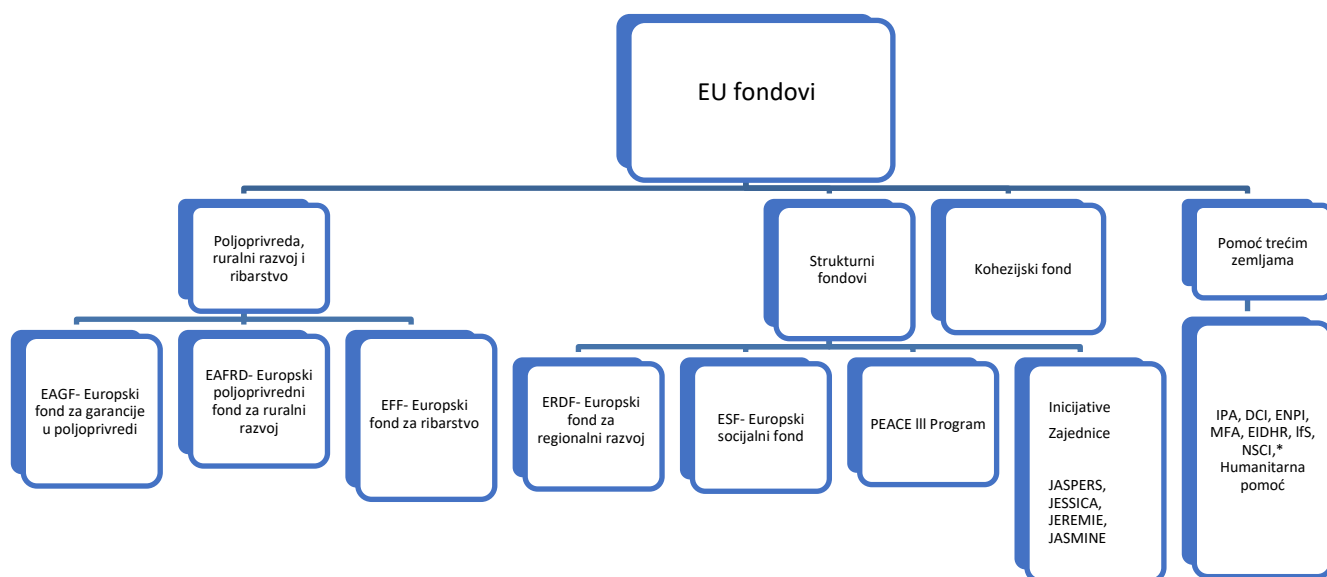 EU fondovi
Poljoprivreda,
ruralni razvoj i
ribarstvo
Strukturni
fondovi
Kohezijski fond
Pomoć trećim
zemljama
EAGF- Europski
fond za garancije
u poljoprivredi
EAFRD- Europski
poljoprivredni
fond za ruralni
razvoj
EFF- Europski
fond za ribarstvo
ERDF- Europski
fond za
regionalni razvoj
ESF- Europski
socijalni fond
PEACE lll Program
Inicijative
Zajednice
JASPERS,
JESSICA,
JEREMIE,
JASMINE
IPA, DCI, ENPI,
MFA, EIDHR, lfS,
NSCI,*
Humanitarna
pomoć